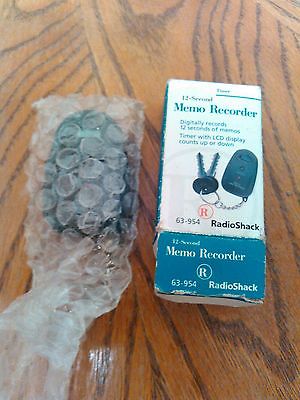 Timer
12-Second
Memo Recorder
Digitally records
12 seconds of memos
Timer with LCD display
counts up or down
R
63-954 RadioShack
12-Second
Memo Recorder
R
63-954 RadioShack